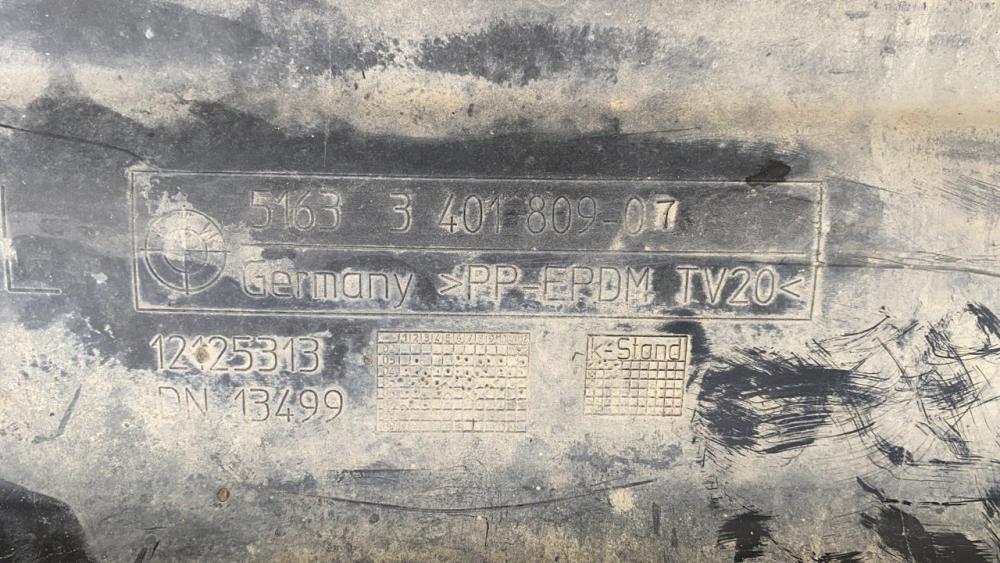 5163 3 401 809-07
Germany >PP-EPDM TV20<
12125313
DN 13499
k-Stand
L